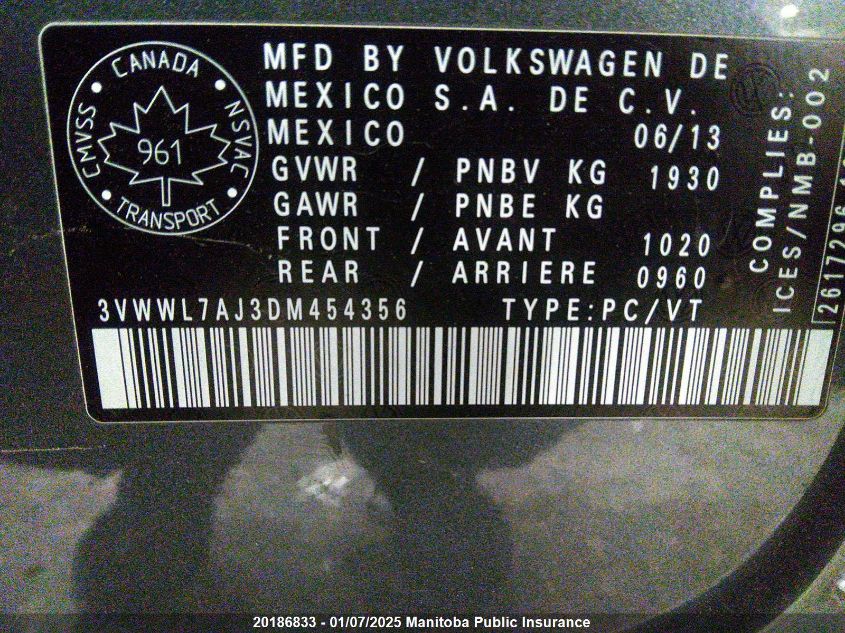 CANADA
CMVSS
NSVAC
961
TRANSPORT
MFD BY VOLKSWAGEN DE
MEXICO S.A. DE C.V.
MEXICO 06/13
GVWR / PNBV KG 1930
GAWR / PNBE KG
FRONT / AVANT 1020
REAR / ARRIERE 0960
3VWWL7AJ3DM454356 TYPE:PC/VT
COMPLIES:
ICES/NMB-002
20186833 - 01/07/2025 Manitoba Public Insurance